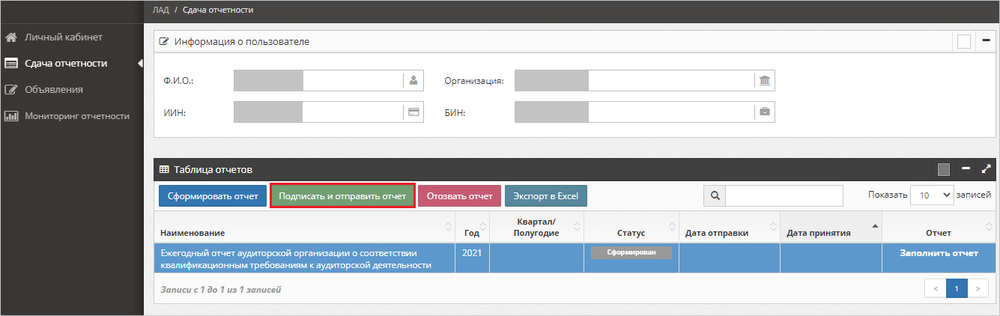 ЛАД / Сдача отчетности
Личный кабинет
Сдача отчетности
Объявления
Мониторинг отчетности
Информация о пользователе
Ф.И.О.:
Организация:
ИИН:
БИН:
Таблица отчетов
Сформировать отчет
Подписать и отправить отчет
Отозвать отчет
Экспорт в Excel
Показать 10 записей
Наименование
Год
Квартал/
Полугодие
Статус
Дата отправки
Дата принятия
Отчет
Ежегодный отчет аудиторской организации о соответствии
квалификационным требованиям к аудиторской деятельности
2021
Сформирован
Заполнить отчет
Записи с 1 до 1 из 1 записей
< 1 >